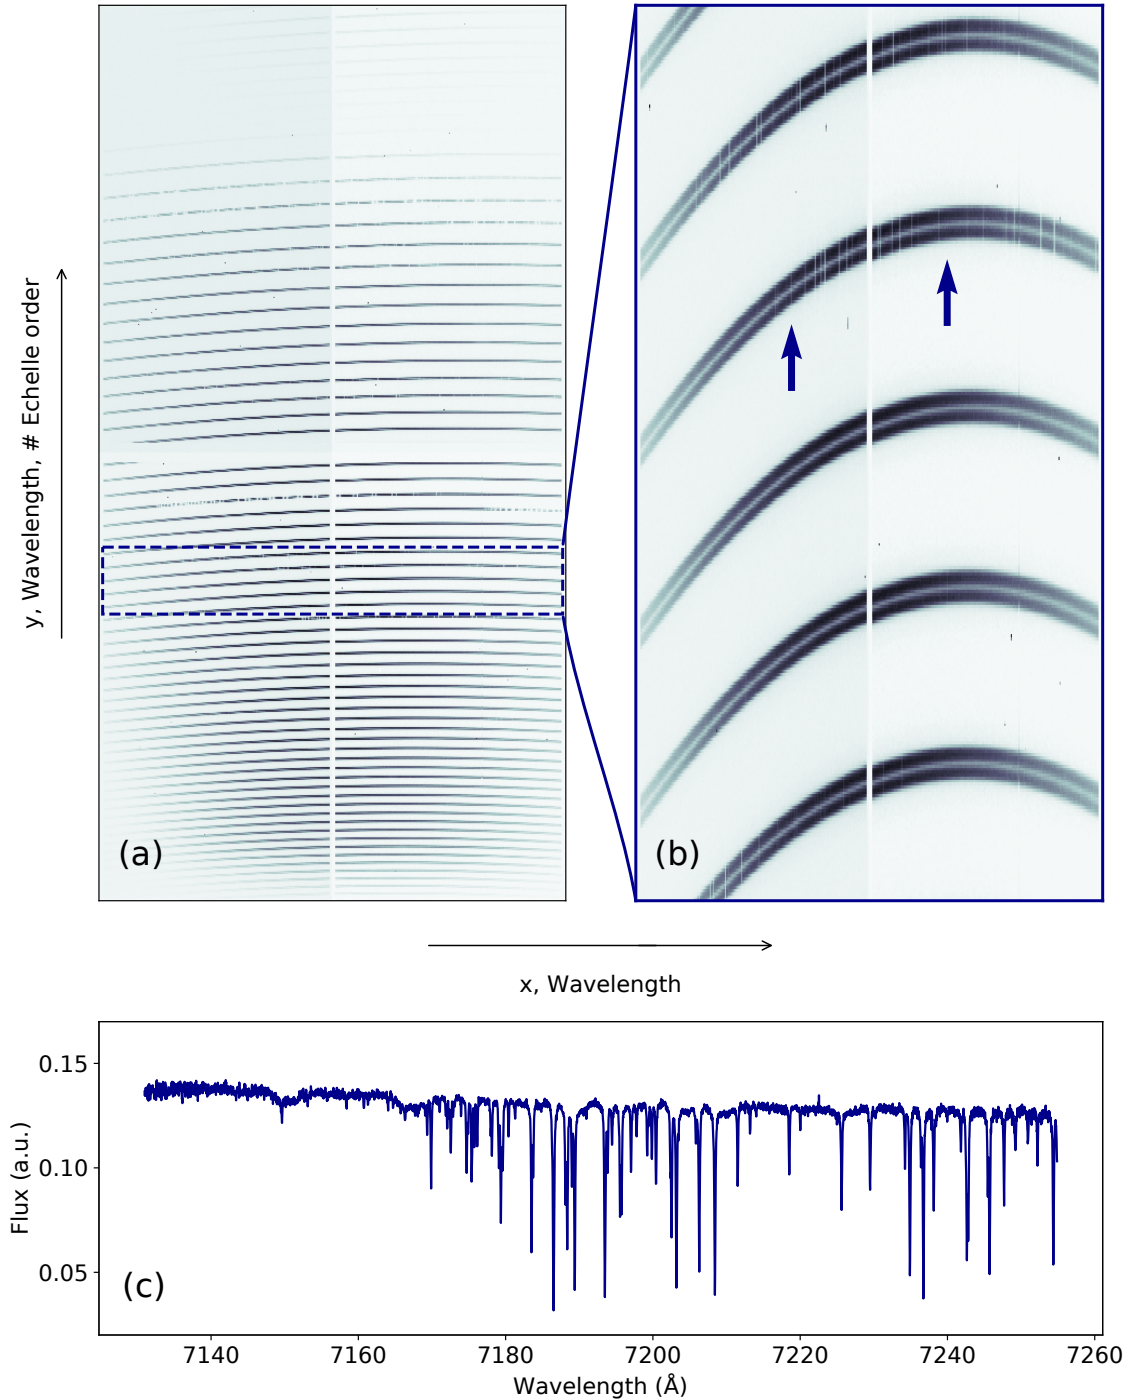 y, Wavelength, # Echelle order
(a)
(b)
x, Wavelength
Flux (a.u.)
0.15
0.10
0.05
(c)
7140
7160
7180
7200
7220
7240
7260
Wavelength (Å)